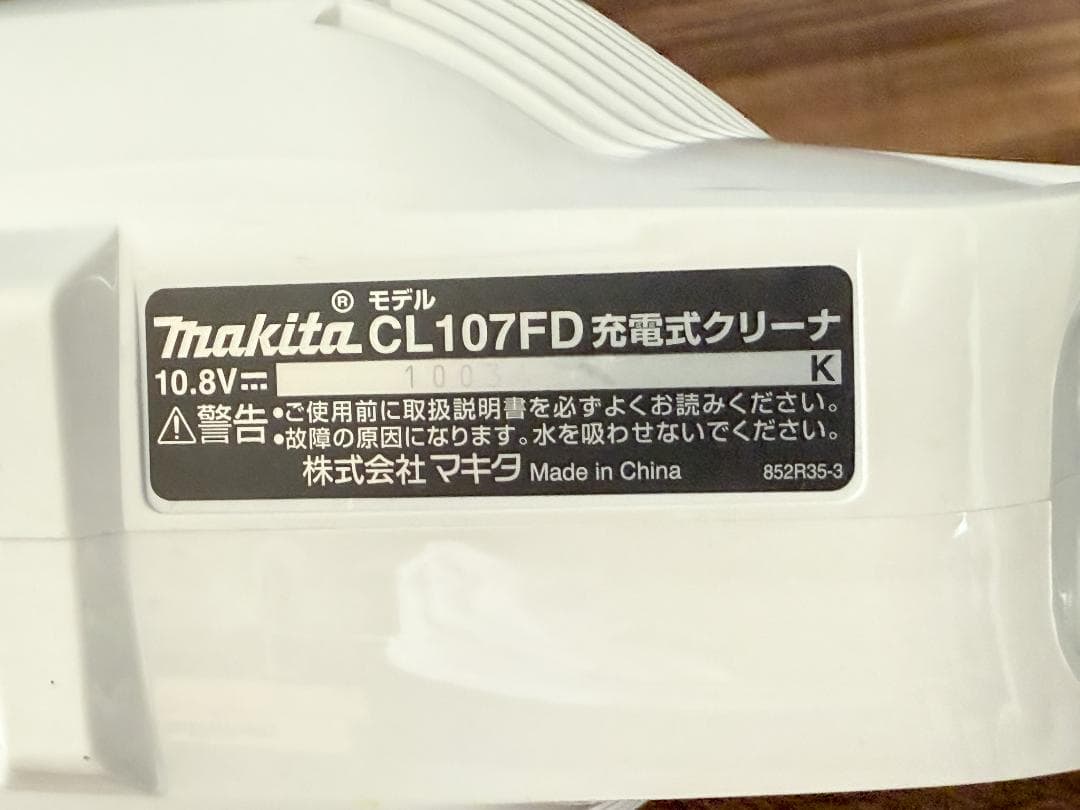 makita® モデル CL107FD 充電式クリーナ
10.8V⎓ 1003 K
⚠警告 •ご使用前に取扱説明書を必ずよくお読みください。
•故障の原因になります。水を吸わせないでください。
株式会社 マキタ Made in China 852R35-3